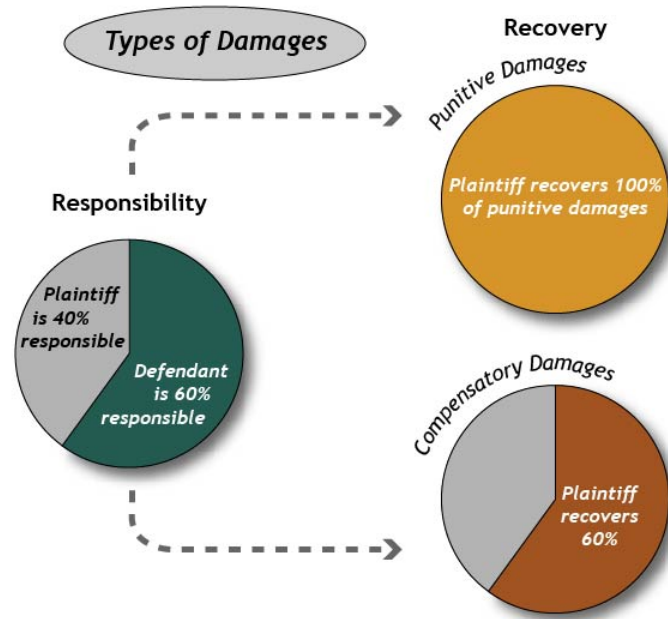 Types of Damages
Recovery
Punitive Damages
Plaintiff recovers 100%
of punitive damages
Responsibility
Plaintiff
is 40%
responsible
Defendant
is 60%
responsible
Compensatory Damages
Plaintiff
recovers
60%